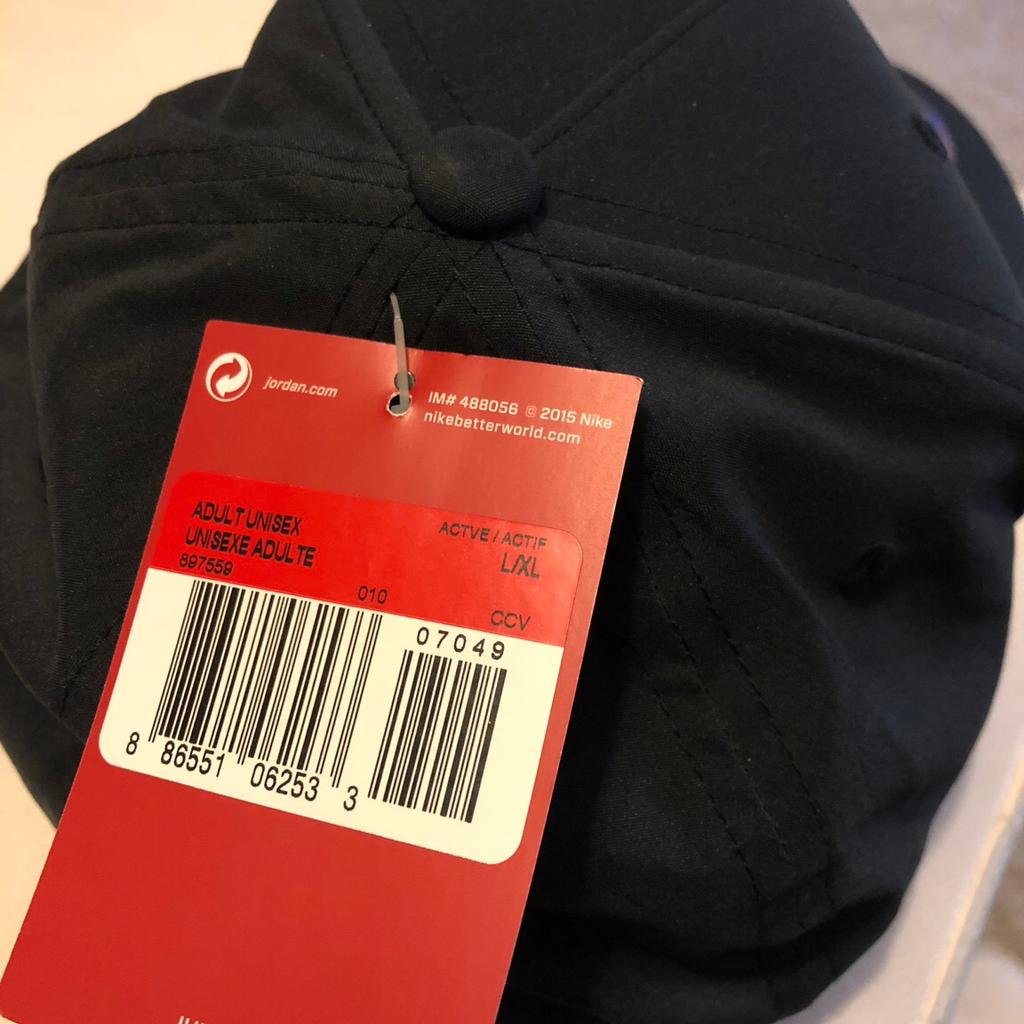 jordan.com
IM# 488056 © 2015 Nike
nikebetterworld.com
ADULT UNISEX
UNISEXE ADULTE
897559
010
ACTVE / ACTIF
L/XL
CCV
07049
8 86551 06253 3